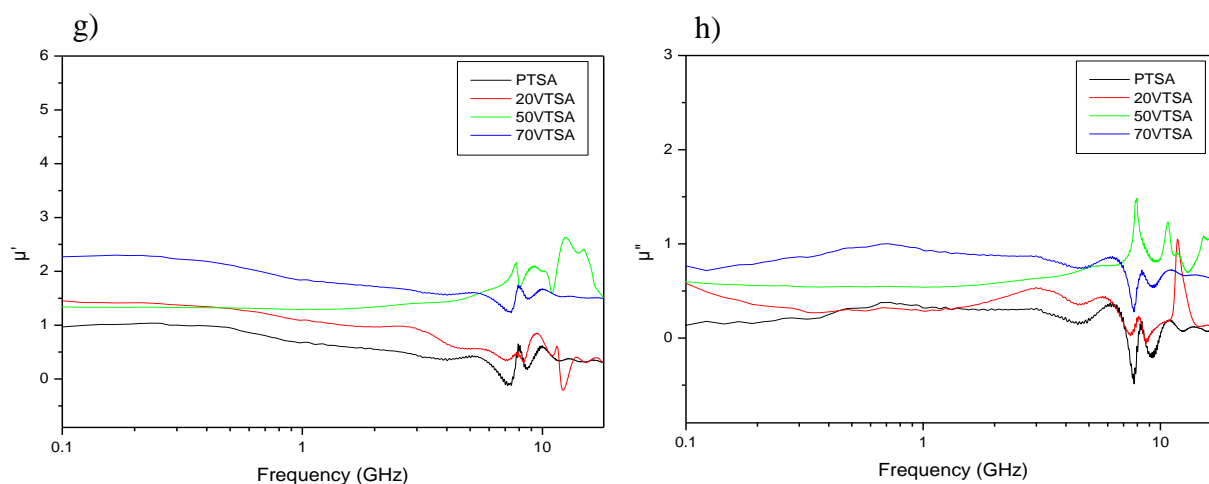 g)
6
5
4
3
2
1
0
μ'
0.1
1
10
Frequency (GHz)
PTSA
20VTSA
50VTSA
70VTSA
h)
3
2
1
0
μ"
0.1
1
10
Frequency (GHz)
PTSA
20VTSA
50VTSA
70VTSA